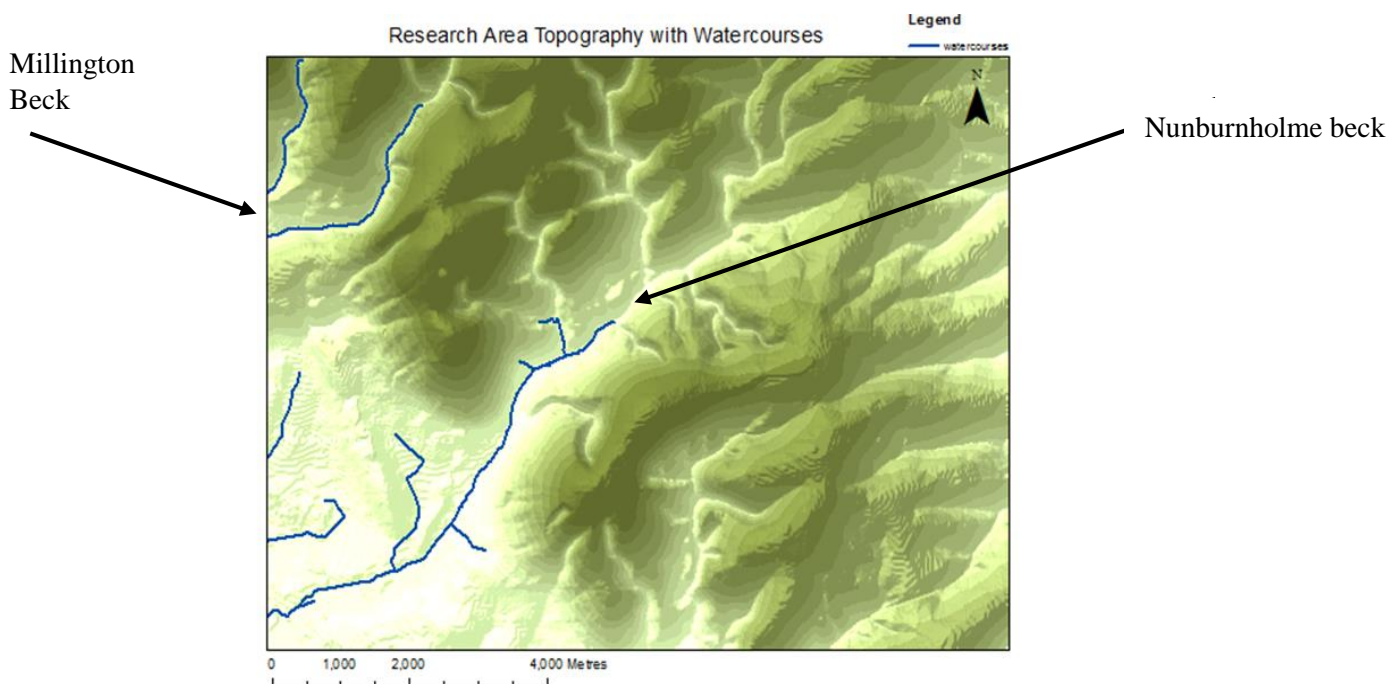 Legend
Research Area Topography with Watercourses
watercourses
Millington
Beck
N
Nunburnholme beck
0 1,000 2,000 4,000 Metres